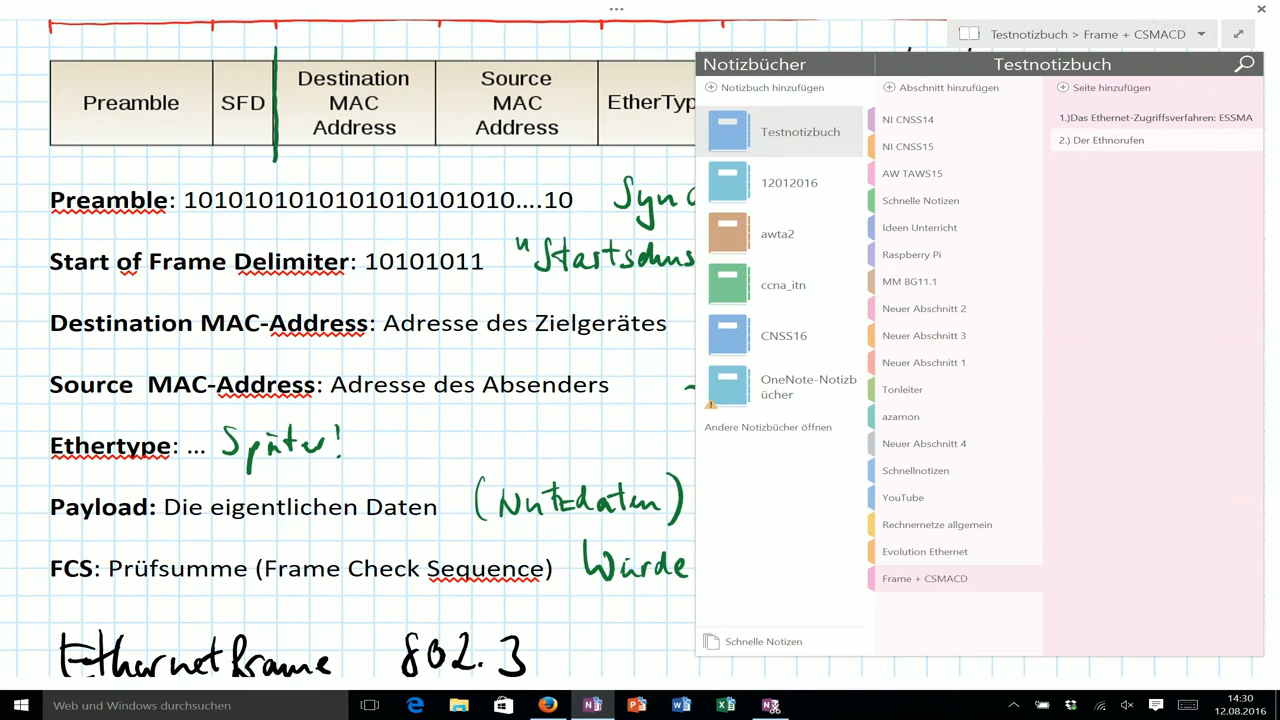 Testnotizbuch > Frame + CSMACD
Preamble
SFD
Destination
MAC
Address
Source
MAC
Address
EtherTyp
Preamble: 1010101010101010101010....10
Start of Frame Delimiter: 10101011
"Startschuss
Destination MAC-Address: Adresse des Zielgerätes
Source MAC-Address: Adresse des Absenders
Ethertype: ... Später!
Payload: Die eigentlichen Daten (Nutzdaten)
FCS: Prüfsumme (Frame Check Sequence) Würde
Ethernetframe 802.3
Notizbücher
Notizbuch hinzufügen
Testnotizbuch
12012016
awta2
ccna_itn
CNSS16
OneNote-Notizb
ücher
Andere Notizbücher öffnen
Schnelle Notizen
Testnotizbuch
Abschnitt hinzufügen
NI CNSS14
NI CNSS15
AW TAWS15
Schnelle Notizen
Ideen Unterricht
Raspberry Pi
MM BG11.1
Neuer Abschnitt 2
Neuer Abschnitt 3
Neuer Abschnitt 1
Tonleiter
azamon
Neuer Abschnitt 4
Schnellnotizen
YouTube
Rechnernetze allgemein
Evolution Ethernet
Frame + CSMACD
Seite hinzufügen
1.)Das Ethernet-Zugriffsverfahren: ESSMA
2.) Der Ethnorufen
Web und Windows durchsuchen
14:30
12.08.2016